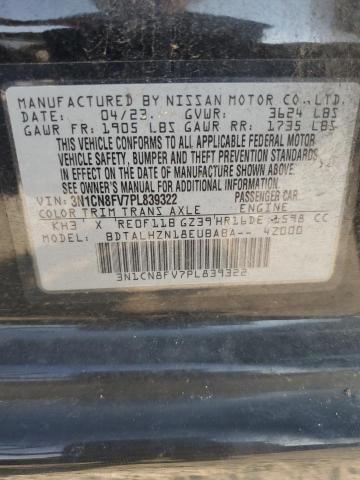 MANUFACTURED BY NISSAN MOTOR CO., LTD.
DATE: 04/23 GVWR: 3624 LBS
GAWR FR: 1905 LBS GAWR RR: 1735 LBS
THIS VEHICLE CONFORMS TO ALL APPLICABLE FEDERAL MOTOR
VEHICLE SAFETY, BUMPER AND THEFT PREVENTION STANDARDS
IN EFFECT ON THE DATE OF MANUFACTURE SHOWN ABOVE.
SEE OWNER'S MANUAL FOR ADDITIONAL INFORMATION.
VIN: 3N1CN8FV7PL839322 PASSENGER CAR
COLOR TRIM TRANS AXLE ENGINE
KH3 X RE0F11B GZ39 HR16DE 1598 CC
MODEL: BDTALHZN18EUBABA-- 42000
3N1CN8FV7PL839322